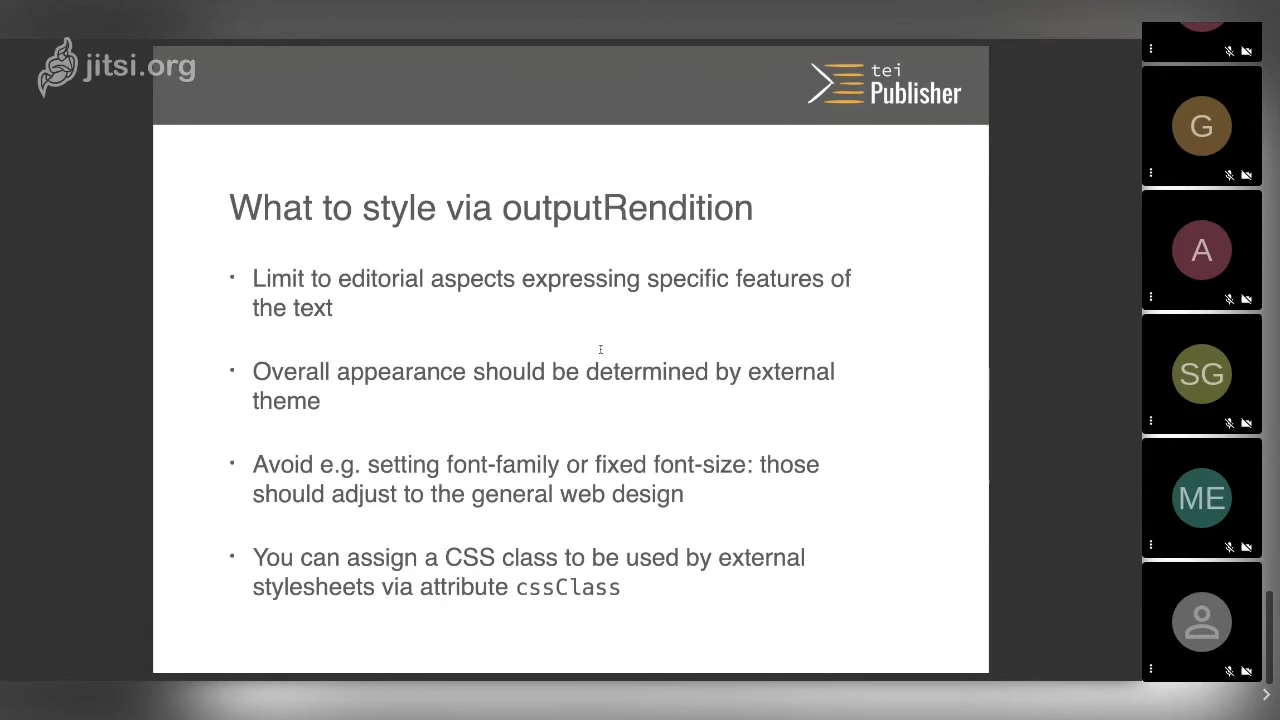 jitsi.org
tei
Publisher
What to style via outputRendition
• Limit to editorial aspects expressing specific features of
the text
• Overall appearance should be determined by external
theme
• Avoid e.g. setting font-family or fixed font-size: those
should adjust to the general web design
• You can assign a CSS class to be used by external
stylesheets via attribute cssClass
G
A
SG
ME